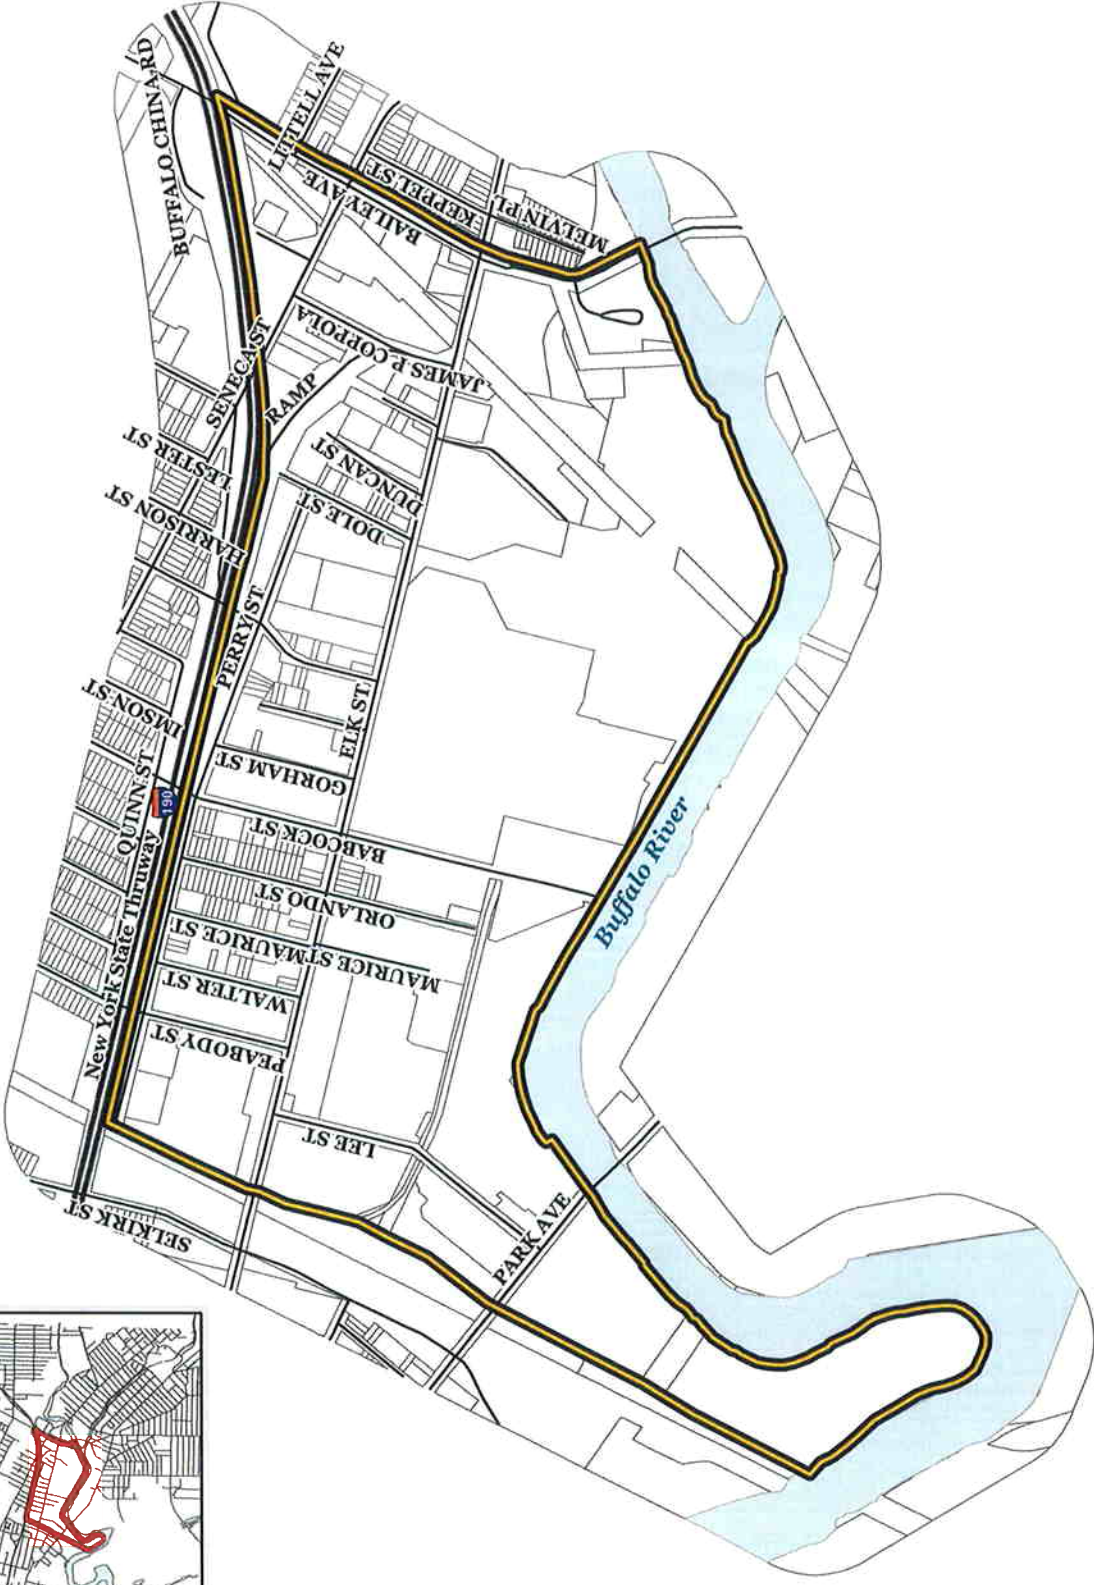 BUFFALO CHINA RD
LITTELL AVE
BAILEY AVE
KEPPEL ST
MELVIN PL
SENECA ST
RAMP
JAMES P COPPOLA
LESTER ST
HARRISON ST
DUNCAN ST
DOLE ST
PERRY ST
IMSON ST
ELK ST
GORHAM ST
QUINN ST
190
BABCOCK ST
Buffalo River
New York State Thruway
ORLANDO ST
MAURICE ST
MAURICE ST
WALTER ST
PEABODY ST
LEE ST
PARK AVE
SELKIRK ST